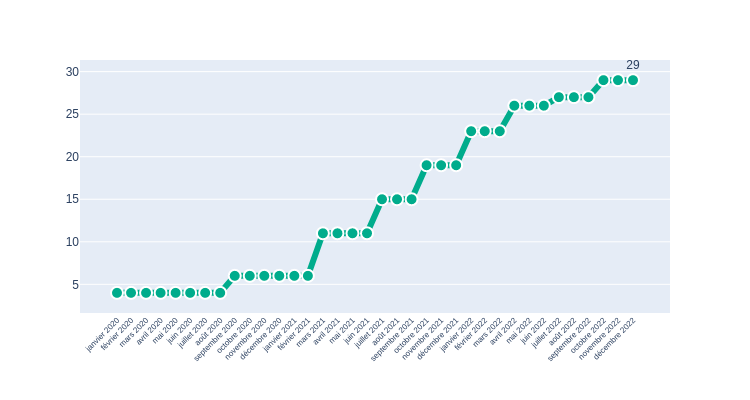 29
30
25
20
15
10
5
janvier 2020
février 2020
mars 2020
avril 2020
mai 2020
juin 2020
juillet 2020
août 2020
septembre 2020
octobre 2020
novembre 2020
décembre 2020
janvier 2021
février 2021
mars 2021
avril 2021
mai 2021
juin 2021
juillet 2021
août 2021
septembre 2021
octobre 2021
novembre 2021
décembre 2021
janvier 2022
février 2022
mars 2022
avril 2022
mai 2022
juin 2022
juillet 2022
août 2022
septembre 2022
octobre 2022
novembre 2022
décembre 2022